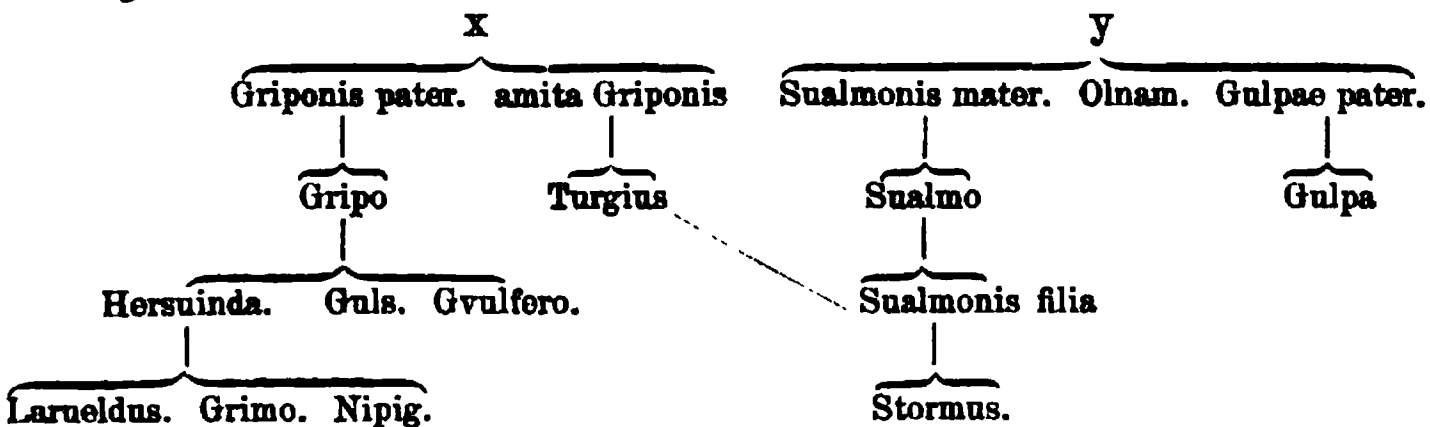 x y
Griponis pater. amita Griponis Sualmonis mater. Olnam. Gulpae pater.
Gripo Turgius Sualmo Gulpa
Hersuinda. Guls. Gvulfero. Sualmonis filia
Larueldus. Grimo. Nipig. Stormus.